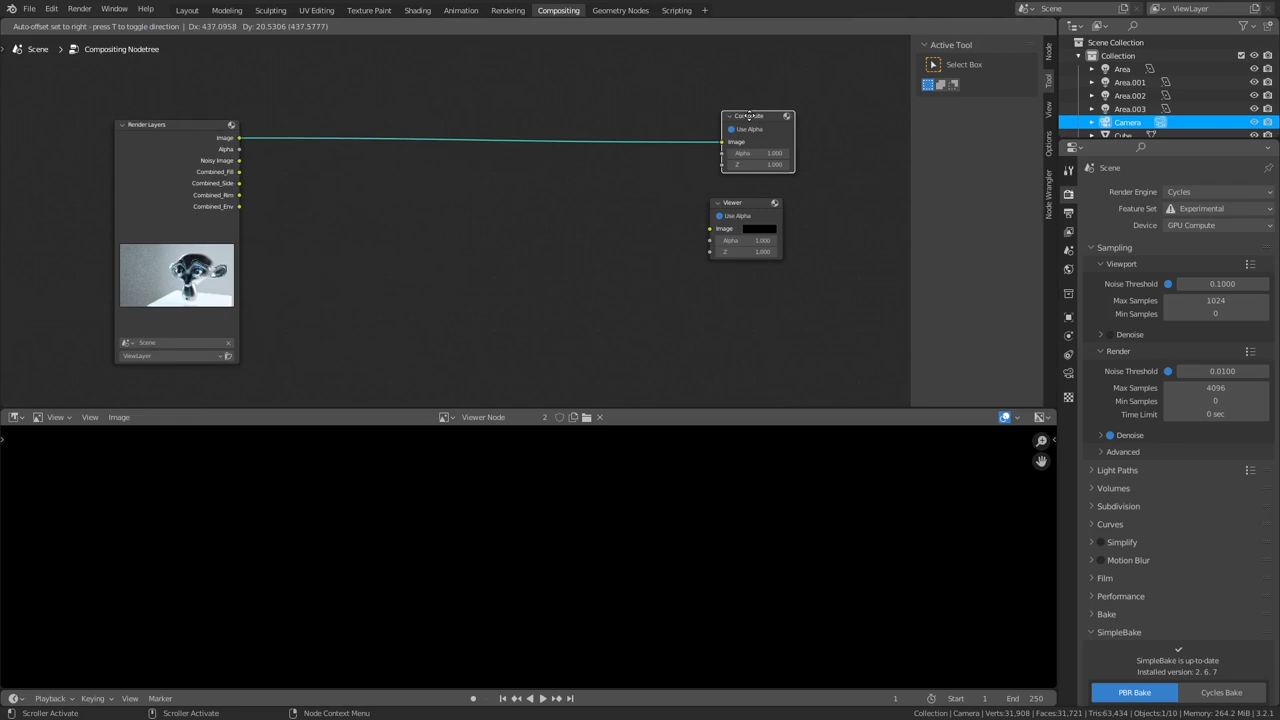 File Edit Render Window Help Layout Modeling Sculpting UV Editing Texture Paint Shading Animation Rendering Compositing Geometry Nodes Scripting + Scene ViewLayer
Auto-offset set to right - press T to toggle direction | Dx: 437.0958 Dy: 20.5306 (437.5777)
Scene > Compositing Nodetree
Render Layers
Image
Alpha
Noisy Image
Combined_Fill
Combined_Side
Combined_Rim
Combined_Env
Scene
ViewLayer
Composite
Use Alpha
Image
Alpha 1.000
Z 1.000
Viewer
Use Alpha
Image
Alpha 1.000
Z 1.000
Active Tool
Select Box
Node
Tool
View
Options
Node Wrangler
Scene Collection
Collection
Area
Area.001
Area.002
Area.003
Camera
Cube
Scene
Render Engine Cycles
Feature Set Experimental
Device GPU Compute
Sampling
Viewport
Noise Threshold 0.1000
Max Samples 1024
Min Samples 0
Denoise
Render
Noise Threshold 0.0100
Max Samples 4096
Min Samples 0
Time Limit 0 sec
Denoise
Advanced
Light Paths
Volumes
Subdivision
Curves
Simplify
Motion Blur
Film
Performance
Bake
SimpleBake
SimpleBake is up-to-date
Installed version: 2. 6. 7
PBR Bake Cycles Bake
View View Image Viewer Node 2
Playback Keying View Marker 1 Start 1 End 250
Scroller Activate Scroller Activate Node Context Menu Collection | Camera | Verts:31,908 | Faces:31,721 | Tris:63,434 | Objects:1/10 | Memory: 264.2 MiB | 3.2.1